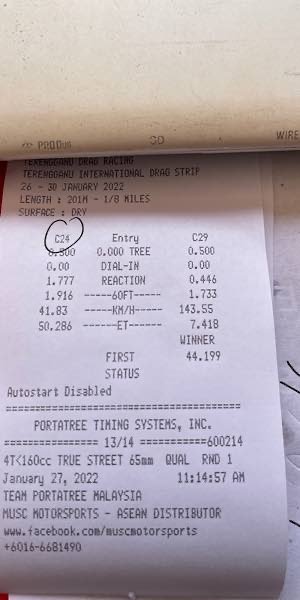 GO
WIRE
TERENGGANU DRAG RACING
TERENGGANU INTERNATIONAL DRAG STRIP
26 - 30 JANUARY 2022
LENGTH : 201M - 1/8 MILES
SURFACE : DRY
C24 Entry C29
0.500 0.000 TREE 0.500
0.00 DIAL-IN 0.00
1.777 REACTION 0.446
1.916 ------60FT----- 1.733
41.83 -----KM/H----- 143.55
50.286 ------ET----- 7.418
WINNER
FIRST 44.199
STATUS
Autostart Disabled
========================================
PORTATREE TIMING SYSTEMS, INC.
================ 13/14 ===========600214
4T<160cc TRUE STREET 65mm QUAL RND 1
January 27, 2022 11:14:57 AM
TEAM PORTATREE MALAYSIA
MUSC MOTORSPORTS - ASEAN DISTRIBUTOR
www.facebook.com/muscmotorsports
+6016-6681490